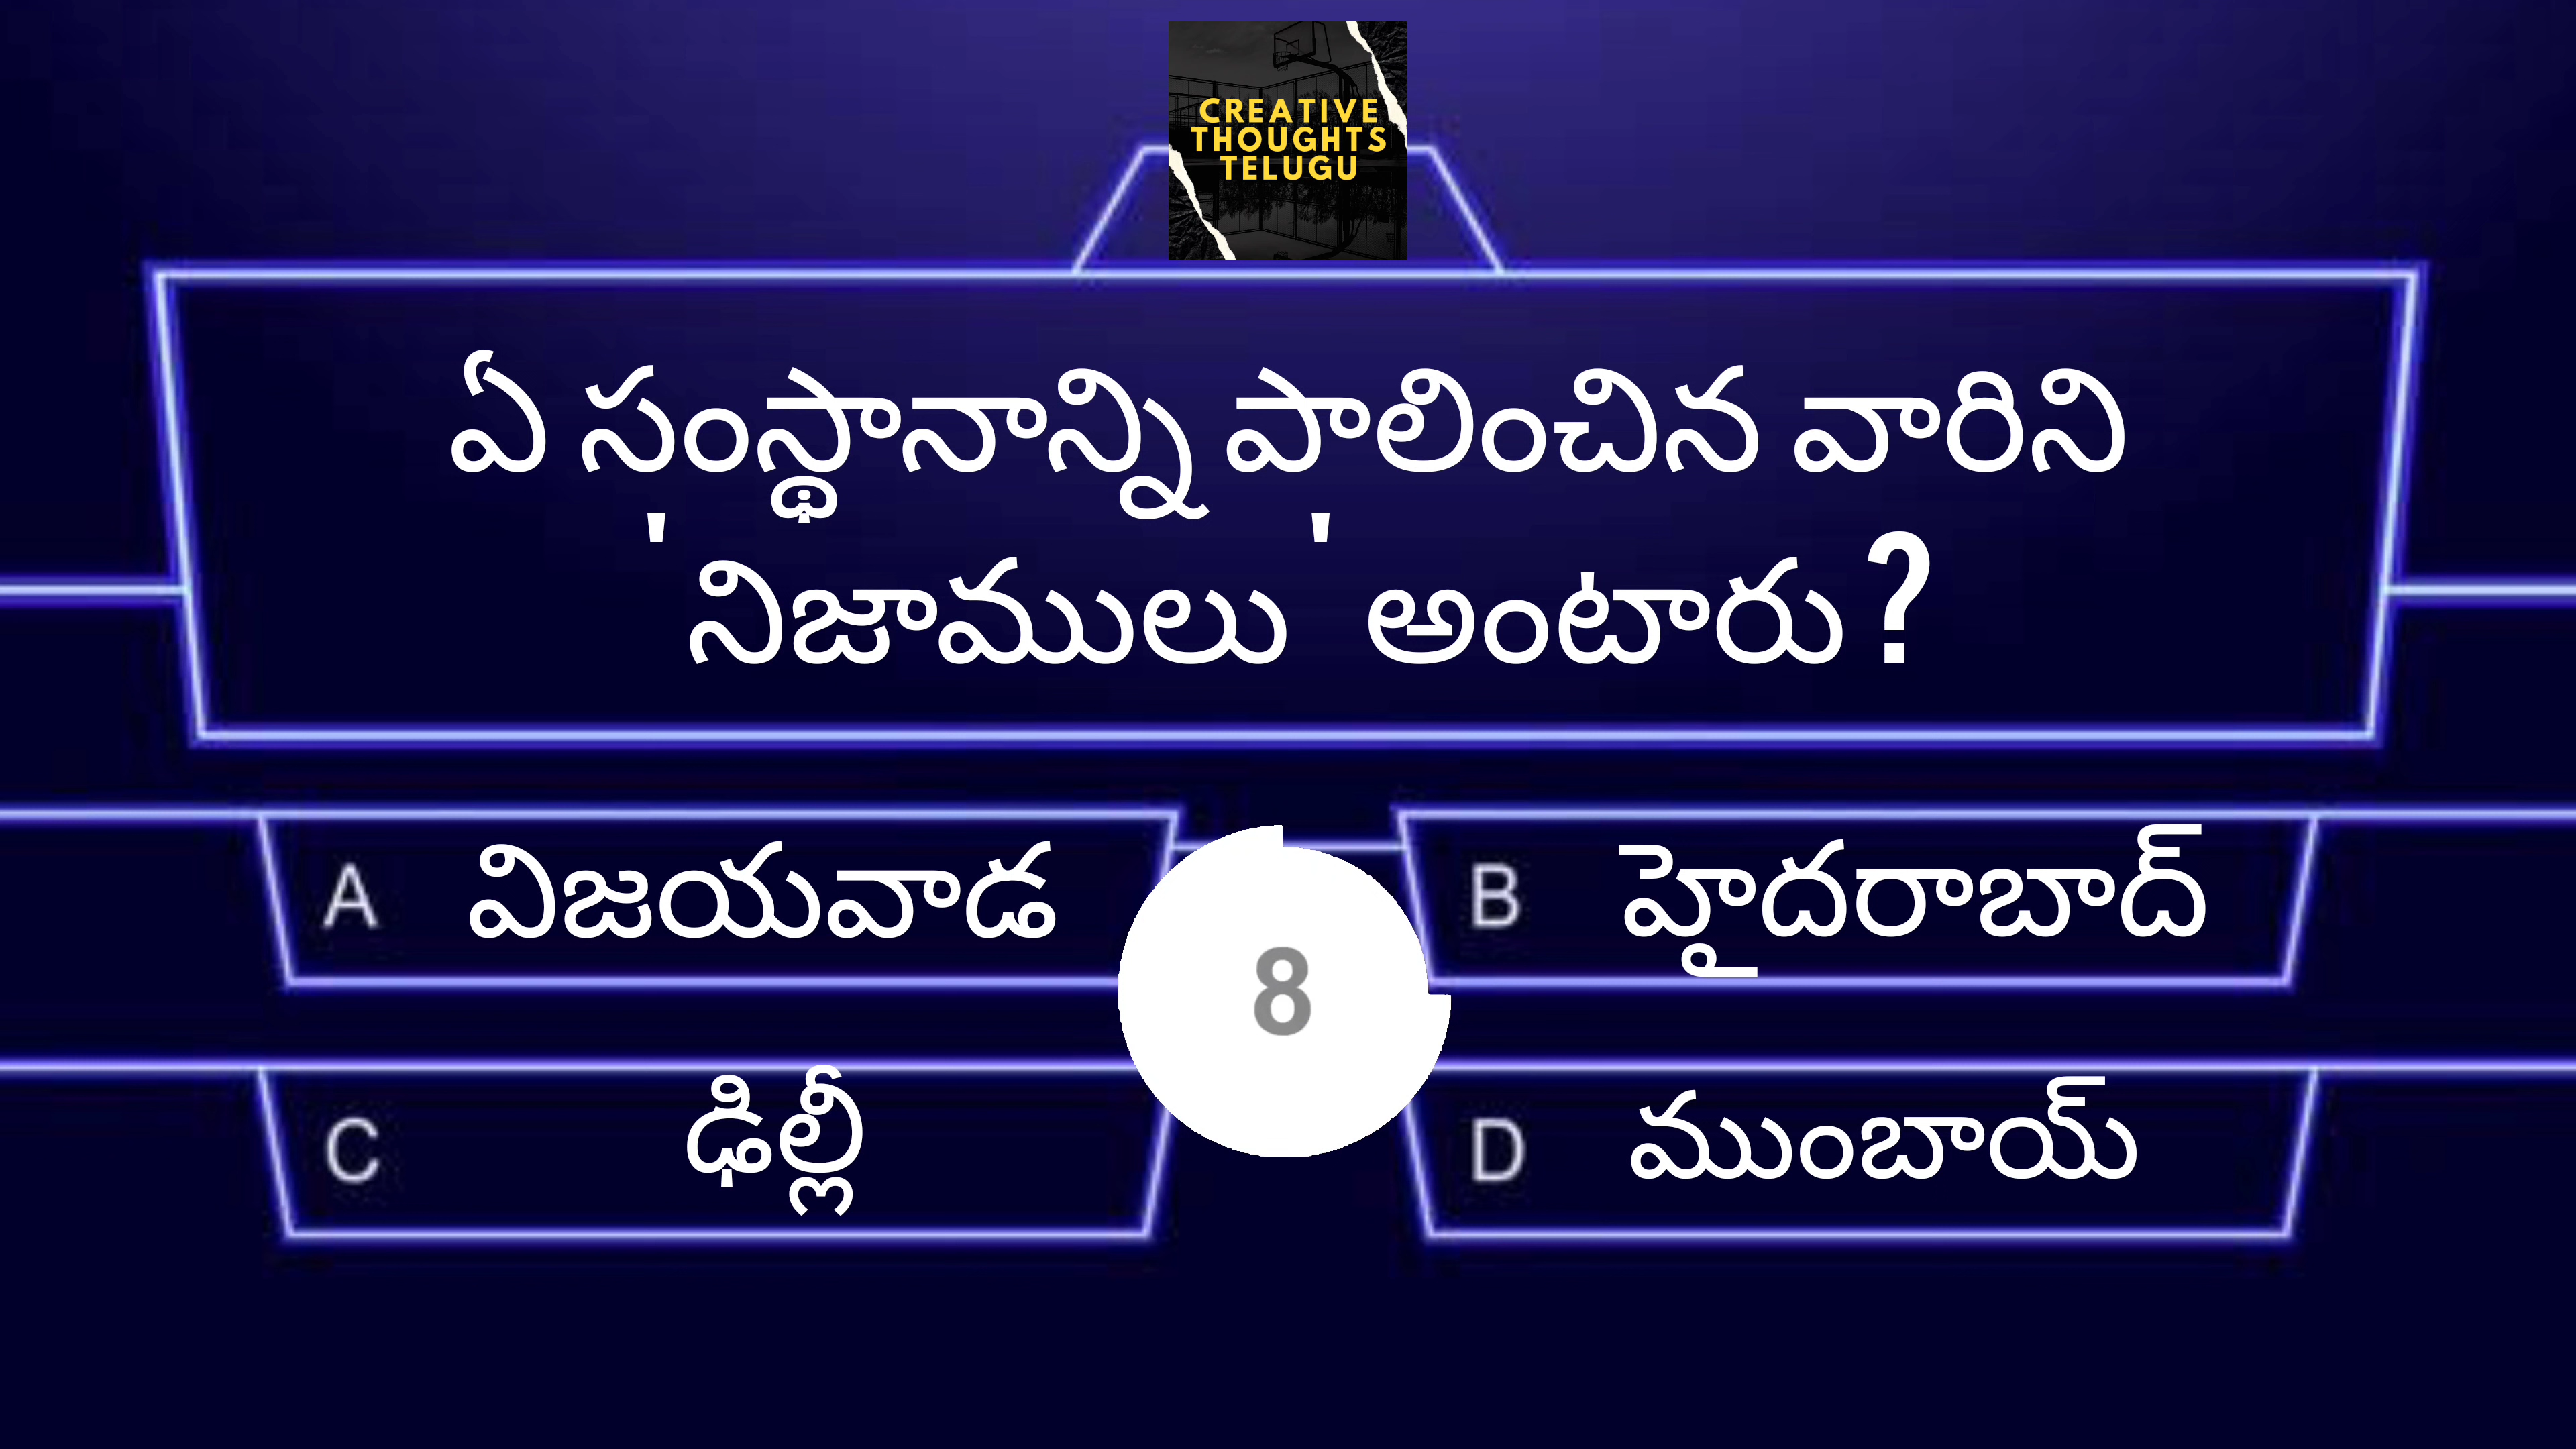 CREATIVE
THOUGHTS
TELUGU
ఏ సంస్థానాన్ని పాలించిన వారిని
'నిజాములు' అంటారు?
A విజయవాడ
B హైదరాబాద్
8
C ఢిల్లీ
D ముంబాయ్